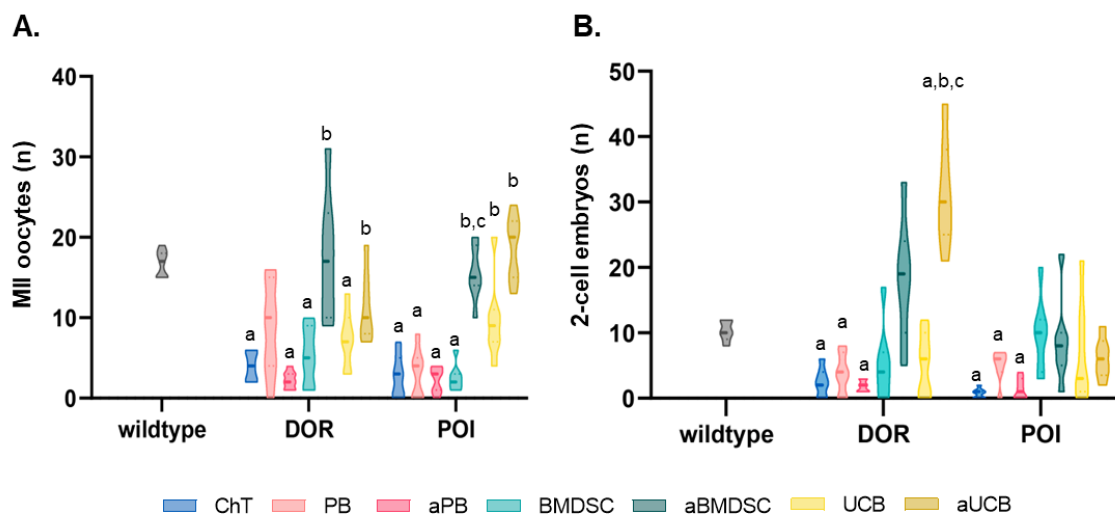 A.
MII oocytes (n)
40
30
20
10
0
a
a
a
b
a
b
a
a
a
a
b,c
b
b
wildtype
DOR
POI
B.
2-cell embryos (n)
50
40
30
20
10
0
a
a
a
a,b,c
a
a
a
wildtype
DOR
POI
ChT PB aPB BMDSC aBMDSC UCB aUCB